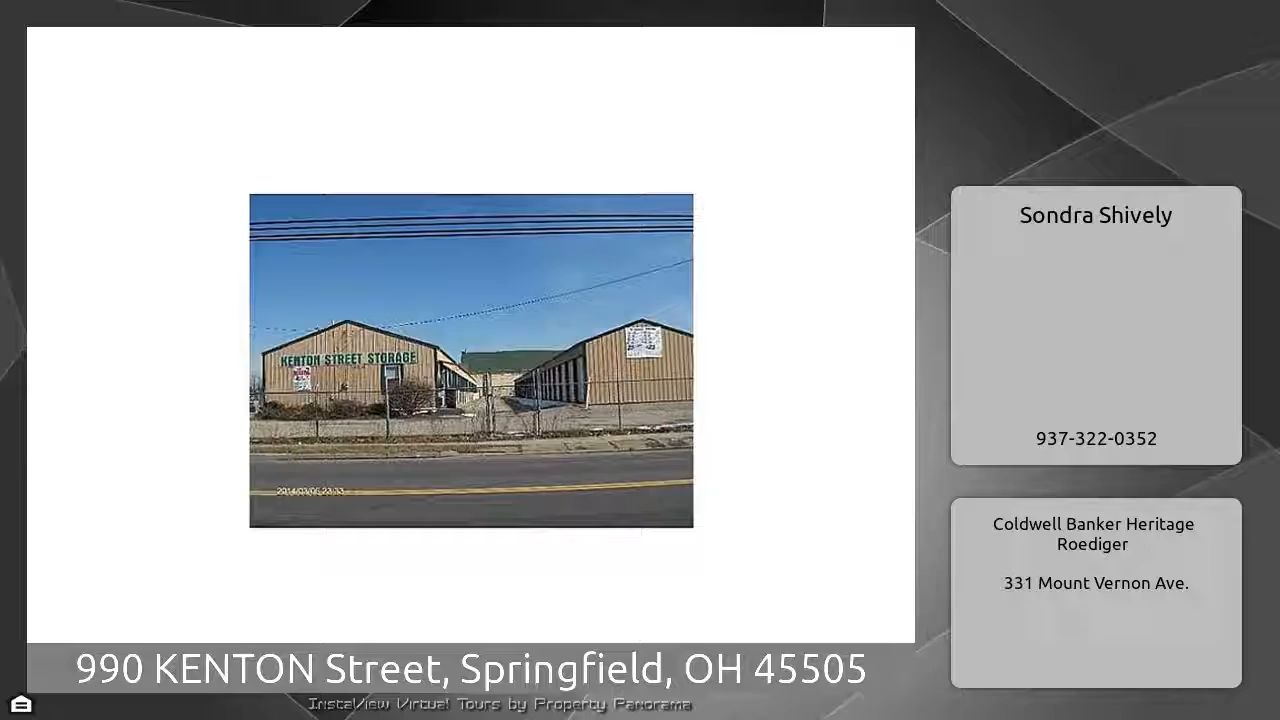 KENTON STREET STORAGE
Sondra Shively
937-322-0352
Coldwell Banker Heritage
Roediger
331 Mount Vernon Ave.
990 KENTON Street, Springfield, OH 45505
InstaView Virtual Tours by Property Panorama